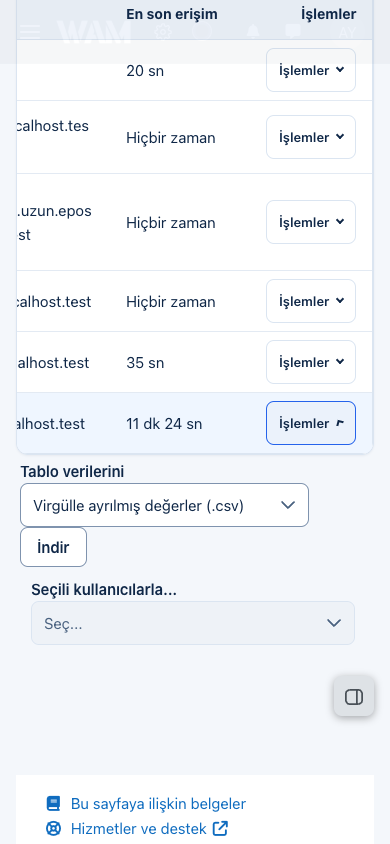 En son erişim İşlemler
WAM
20 sn İşlemler
calhost.tes Hiçbir zaman İşlemler
.uzun.epos
est Hiçbir zaman İşlemler
calhost.test Hiçbir zaman İşlemler
alhost.test 35 sn İşlemler
alhost.test 11 dk 24 sn İşlemler
Tablo verilerini
Virgülle ayrılmış değerler (.csv)
İndir
Seçili kullanıcılarla...
Seç...
Bu sayfaya ilişkin belgeler
Hizmetler ve destek